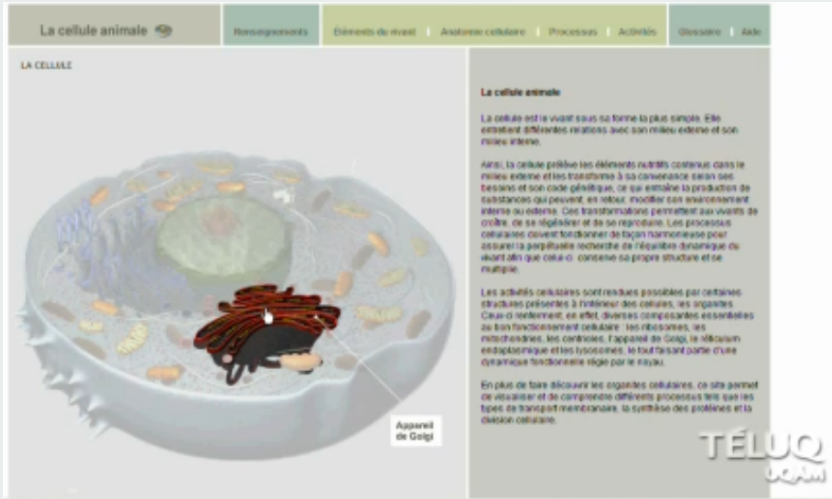 La cellule animale
Renseignements
Éléments du vivant | Anatomie cellulaire | Processus | Activités
Glossaire | Aide
LA CELLULE
Appareil
de Golgi
La cellule animale
La cellule est le vivant sous sa forme la plus simple. Elle
entretient différentes relations avec son milieu externe et son
milieu interne.
Ainsi, la cellule prélève les éléments nutritifs contenus dans le
milieu externe et les transforme à sa convenance selon ses
besoins et son code génétique, ce qui entraîne la production de
substances qui peuvent, en retour, modifier son environnement
interne ou externe. Ces transformations permettent aux vivants de
croître, de se régénérer et de se reproduire. Les processus
cellulaires doivent fonctionner de façon harmonieuse pour
assurer la perpétuelle recherche de l'équilibre dynamique du
vivant afin que celui-ci conserve sa propre structure et se
multiplie.
Les activités cellulaires sont rendues possibles par certaines
structures présentes à l'intérieur des cellules, les organites.
Ceux-ci renferment, en effet, diverses composantes essentielles
au bon fonctionnement cellulaire : les ribosomes, les
mitochondries, les centrioles, l'appareil de Golgi, le réticulum
endoplasmique et les lysosomes, le tout faisant partie d'une
dynamique fonctionnelle régie par le noyau.
En plus de faire découvrir les organites cellulaires, ce site permet
de visualiser et de comprendre différents processus tels que les
types de transport membranaire, la synthèse des protéines et la
division cellulaire.
TÉLUQ
UQAM